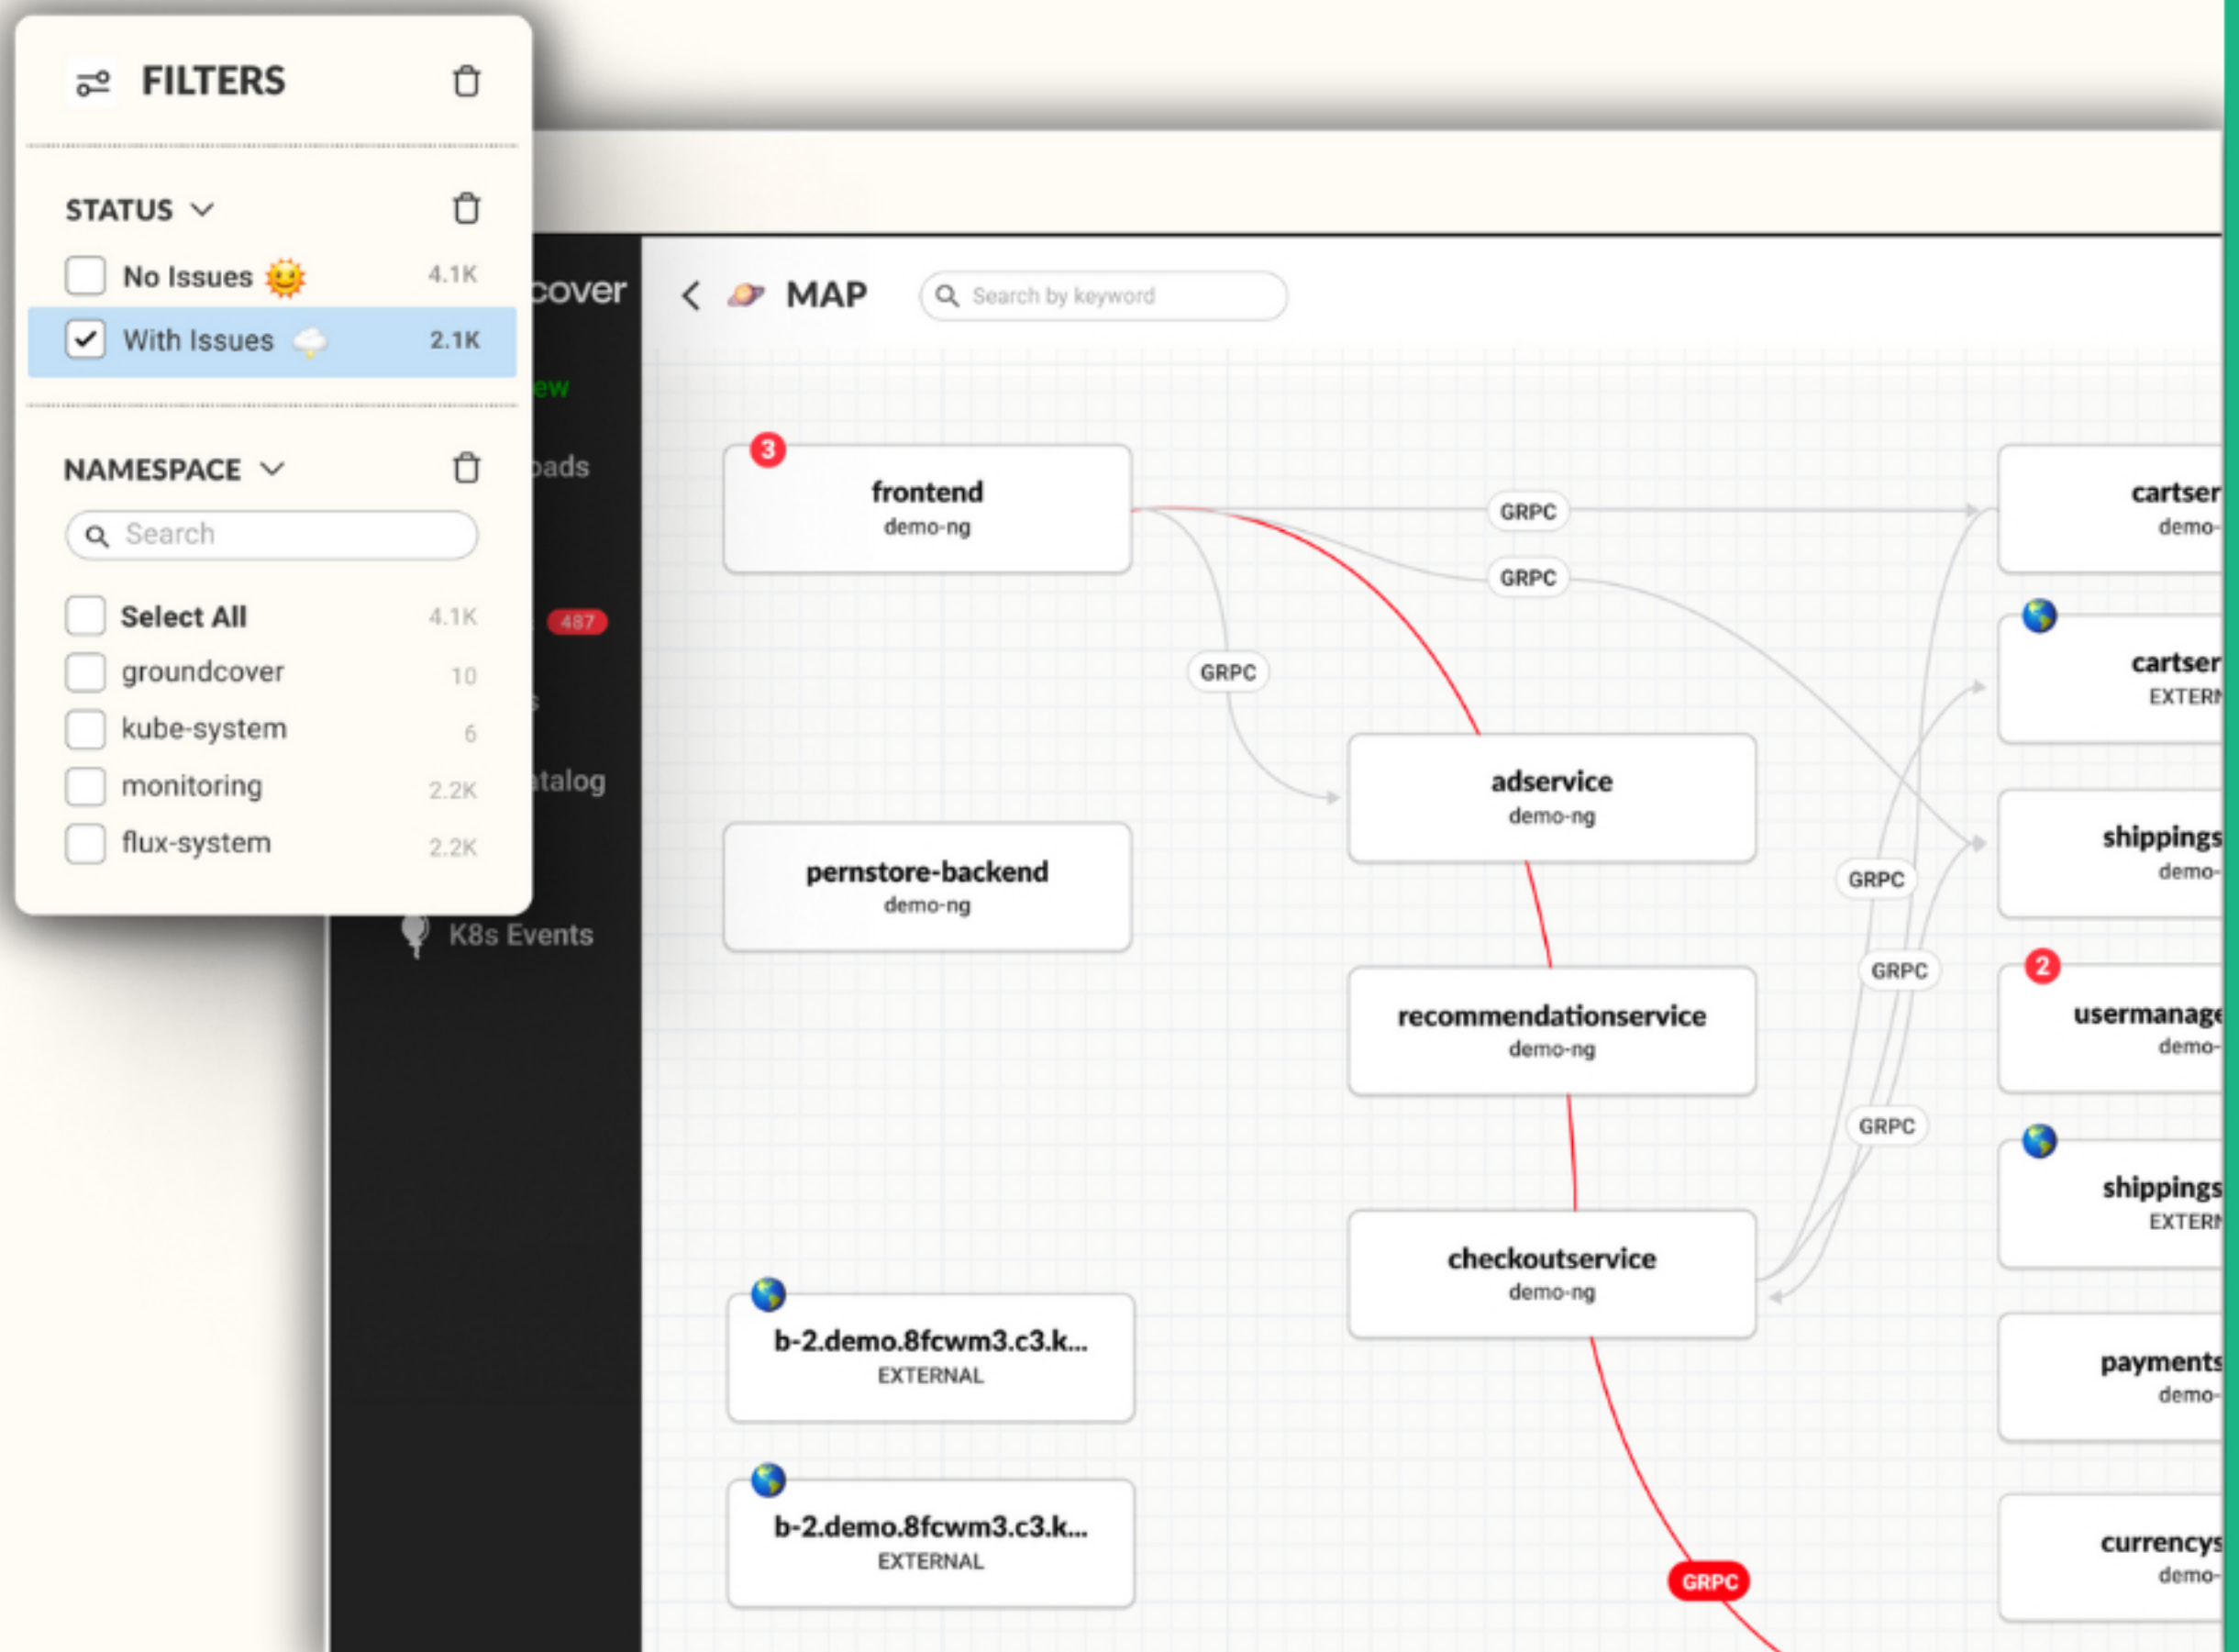 FILTERS
STATUS
No Issues 4.1K
With Issues 2.1K
NAMESPACE
Search
Select All 4.1K
groundcover 10
kube-system 6
monitoring 2.2K
flux-system 2.2K
cover
ew
oads
487
s
atalog
K8s Events
MAP
Search by keyword
3
frontend
demo-ng
GRPC
GRPC
GRPC
adservice
demo-ng
pernstore-backend
demo-ng
recommendationservice
demo-ng
checkoutservice
demo-ng
b-2.demo.8fcwm3.c3.k...
EXTERNAL
b-2.demo.8fcwm3.c3.k...
EXTERNAL
GRPC
GRPC
GRPC
GRPC
cartser
demo-
cartser
EXTERN
shippings
demo-
2
usermanage
demo-
shippings
EXTERN
payments
demo-
currencys
demo-